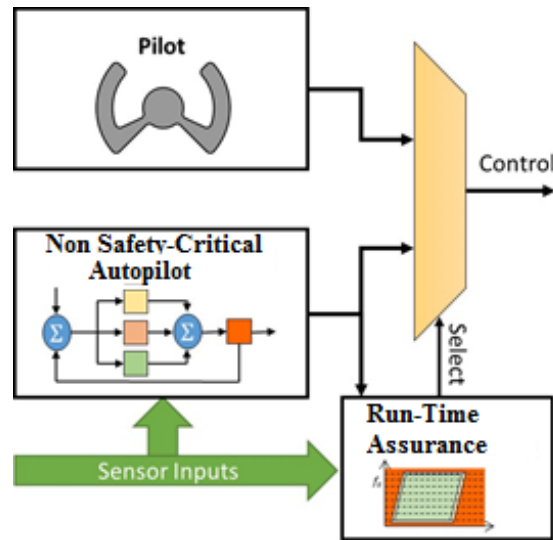 Pilot
Control
Non Safety-Critical
Autopilot
Σ
Σ
Select
Run-Time
Assurance
Sensor Inputs